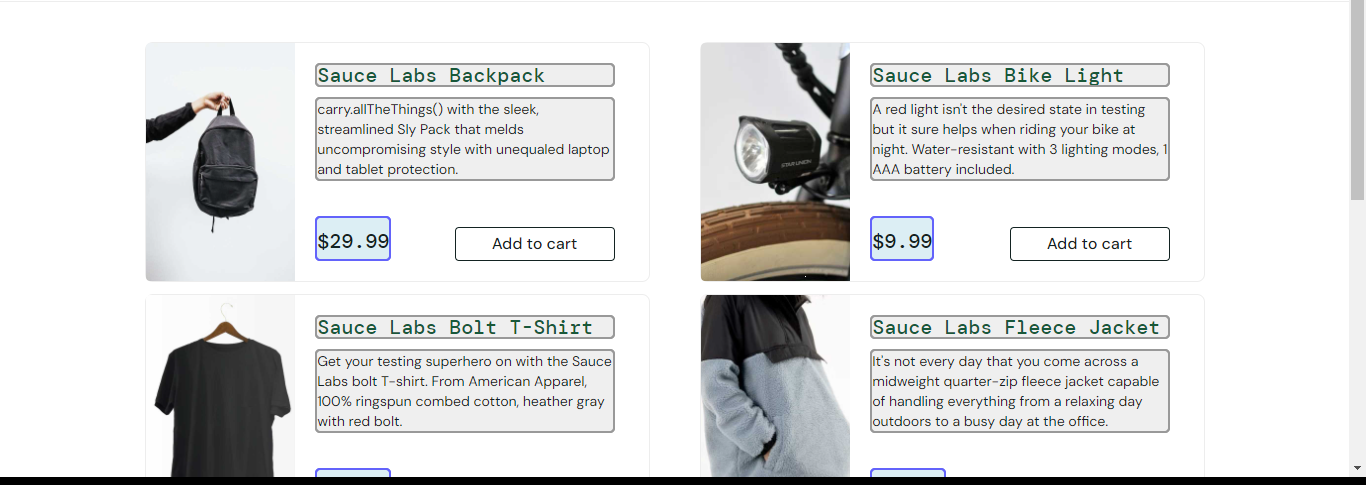 Sauce Labs Backpack
carry.allTheThings() with the sleek,
streamlined Sly Pack that melds
uncompromising style with unequaled laptop
and tablet protection.
$29.99
Add to cart
Sauce Labs Bike Light
A red light isn't the desired state in testing
but it sure helps when riding your bike at
night. Water-resistant with 3 lighting modes, 1
AAA battery included.
$9.99
Add to cart
STAR UNION
Sauce Labs Bolt T-Shirt
Get your testing superhero on with the Sauce
Labs bolt T-shirt. From American Apparel,
100% ringspun combed cotton, heather gray
with red bolt.
Sauce Labs Fleece Jacket
It's not every day that you come across a
midweight quarter-zip fleece jacket capable
of handling everything from a relaxing day
outdoors to a busy day at the office.